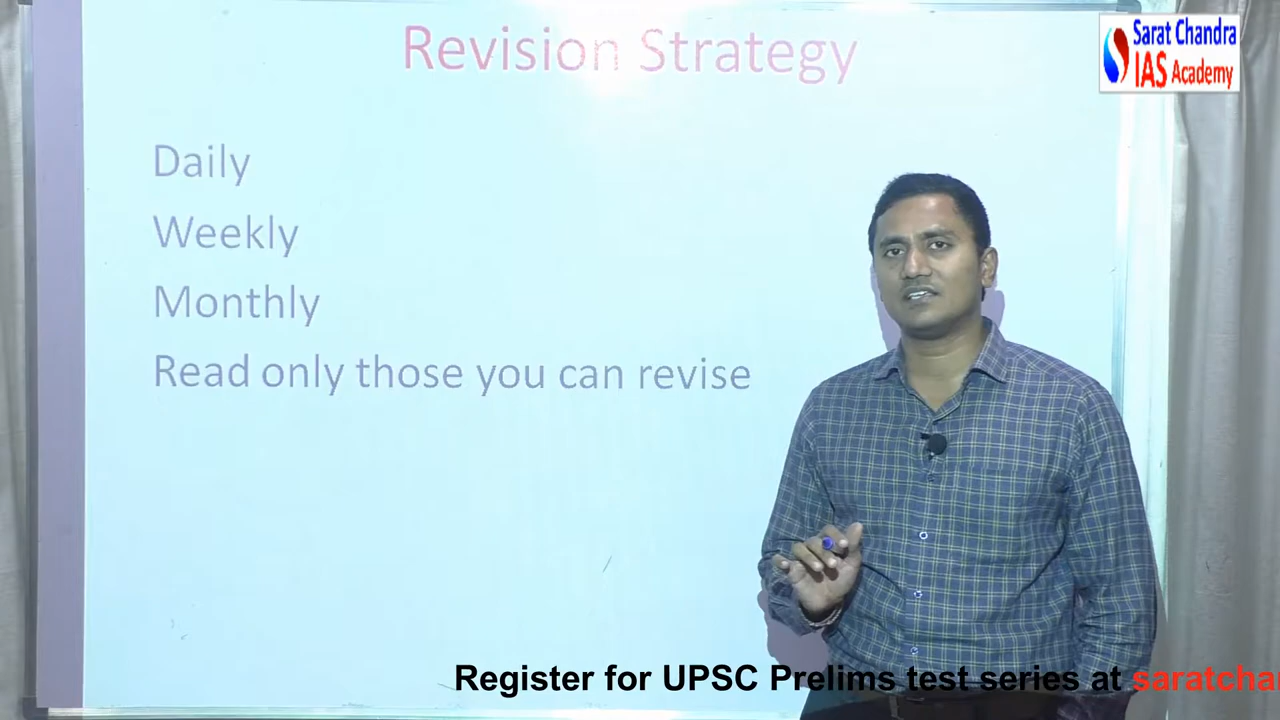 Revision Strategy
Sarat Chandra
IAS Academy
Daily
Weekly
Monthly
Read only those you can revise
Register for UPSC Prelims test series at